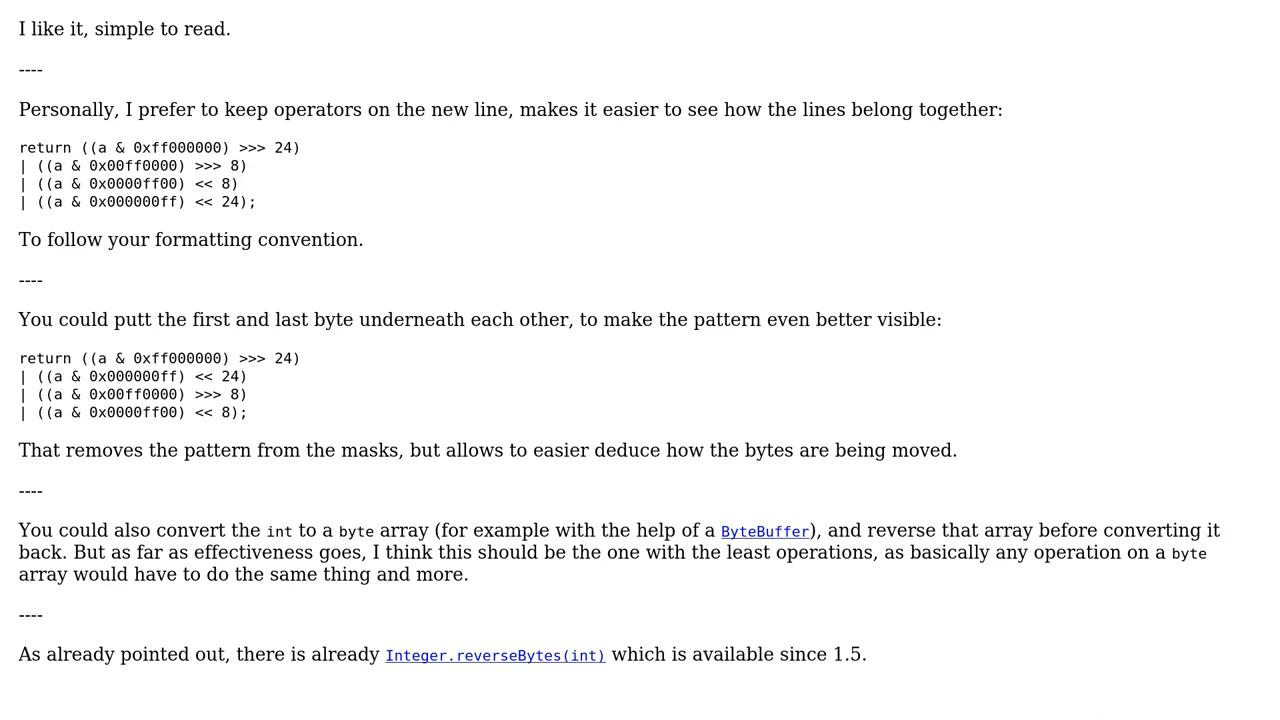 I like it, simple to read.
----
Personally, I prefer to keep operators on the new line, makes it easier to see how the lines belong together:
return ((a & 0xff000000) >>> 24)
| ((a & 0x00ff0000) >>> 8)
| ((a & 0x0000ff00) << 8)
| ((a & 0x000000ff) << 24);
To follow your formatting convention.
----
You could putt the first and last byte underneath each other, to make the pattern even better visible:
return ((a & 0xff000000) >>> 24)
| ((a & 0x000000ff) << 24)
| ((a & 0x00ff0000) >>> 8)
| ((a & 0x0000ff00) << 8);
That removes the pattern from the masks, but allows to easier deduce how the bytes are being moved.
----
You could also convert the int to a byte array (for example with the help of a ByteBuffer), and reverse that array before converting it
back. But as far as effectiveness goes, I think this should be the one with the least operations, as basically any operation on a byte
array would have to do the same thing and more.
----
As already pointed out, there is already Integer.reverseBytes(int) which is available since 1.5.